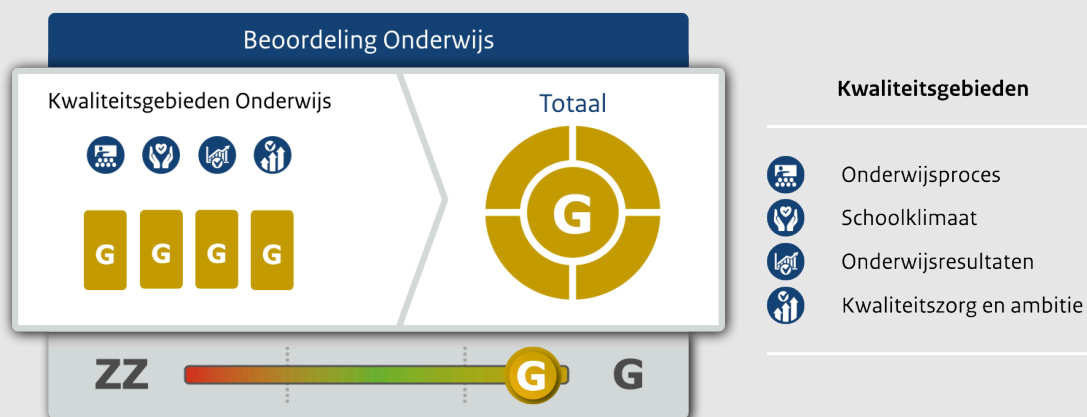 Beoordeling Onderwijs
Kwaliteitsgebieden Onderwijs
G G G G
Totaal
G
ZZ G G
Kwaliteitsgebieden
Onderwijsproces
Schoolklimaat
Onderwijsresultaten
Kwaliteitszorg en ambitie